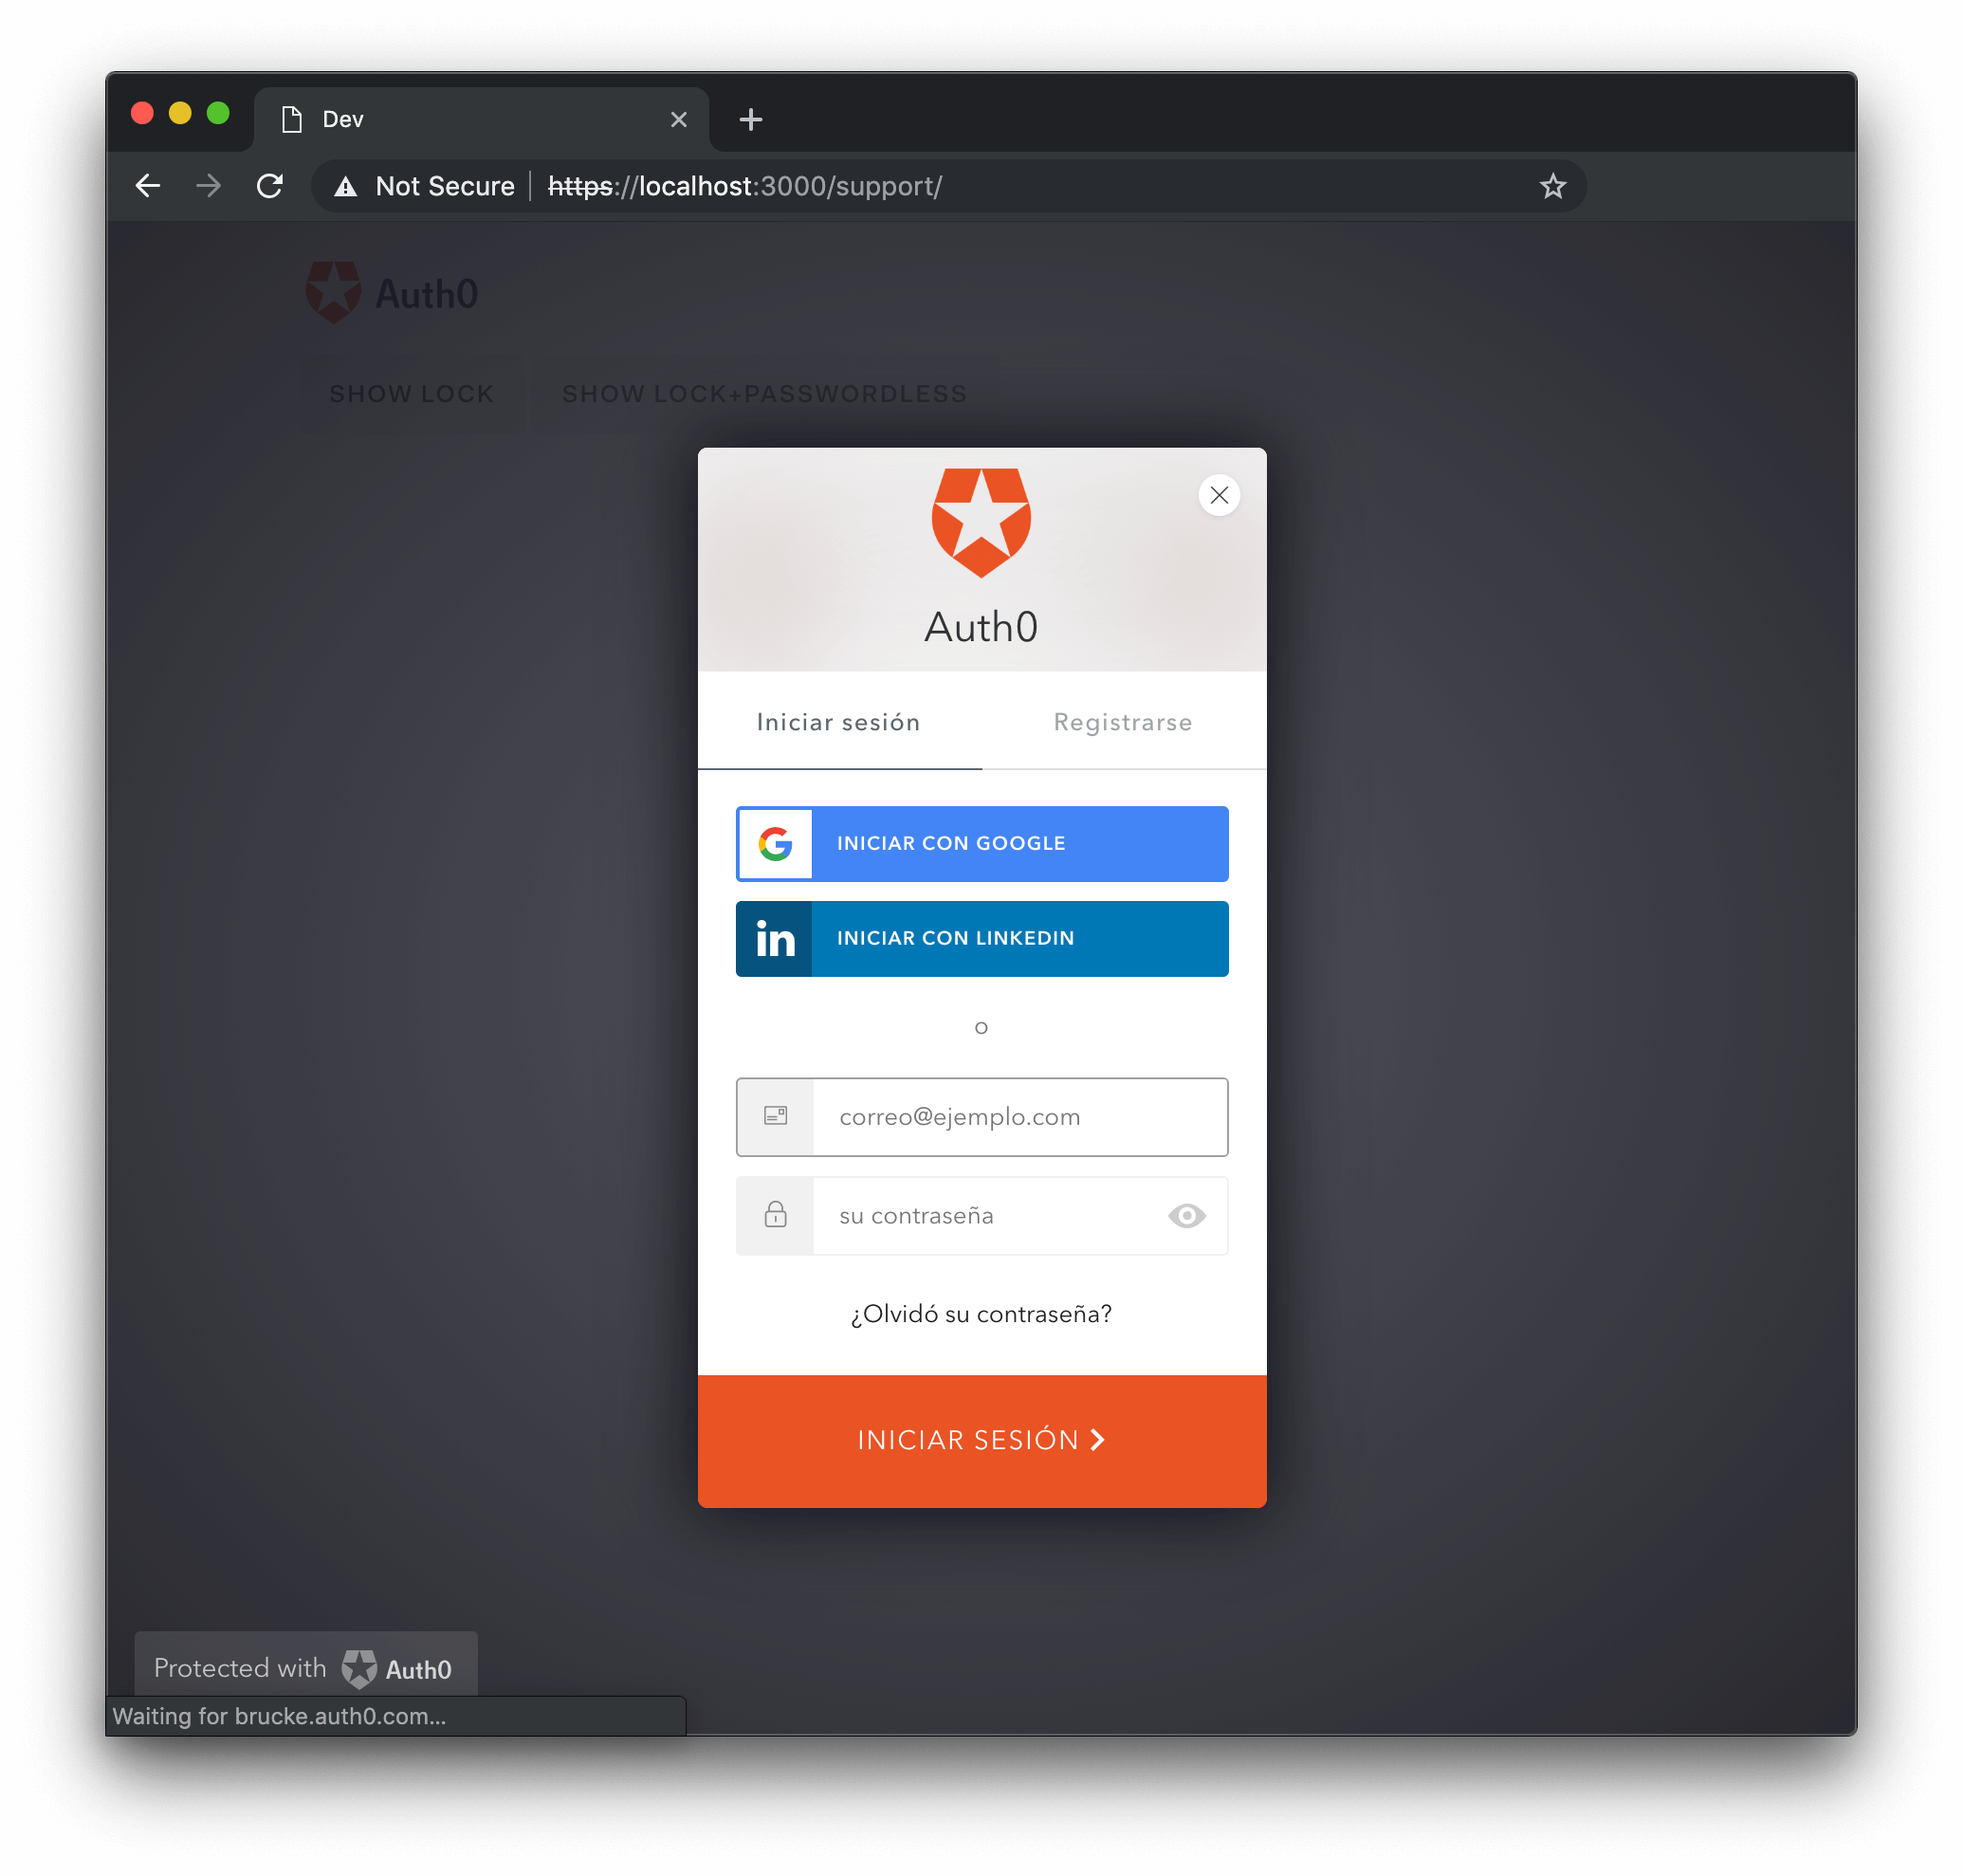 Dev
Not Secure https://localhost:3000/support/
Auth0
SHOW LOCK SHOW LOCK+PASSWORDLESS
Auth0
Iniciar sesión Registrarse
INICIAR CON GOOGLE
in INICIAR CON LINKEDIN
o
correo@ejemplo.com
su contraseña
¿Olvidó su contraseña?
INICIAR SESIÓN
Protected with Auth0
Waiting for brucke.auth0.com...